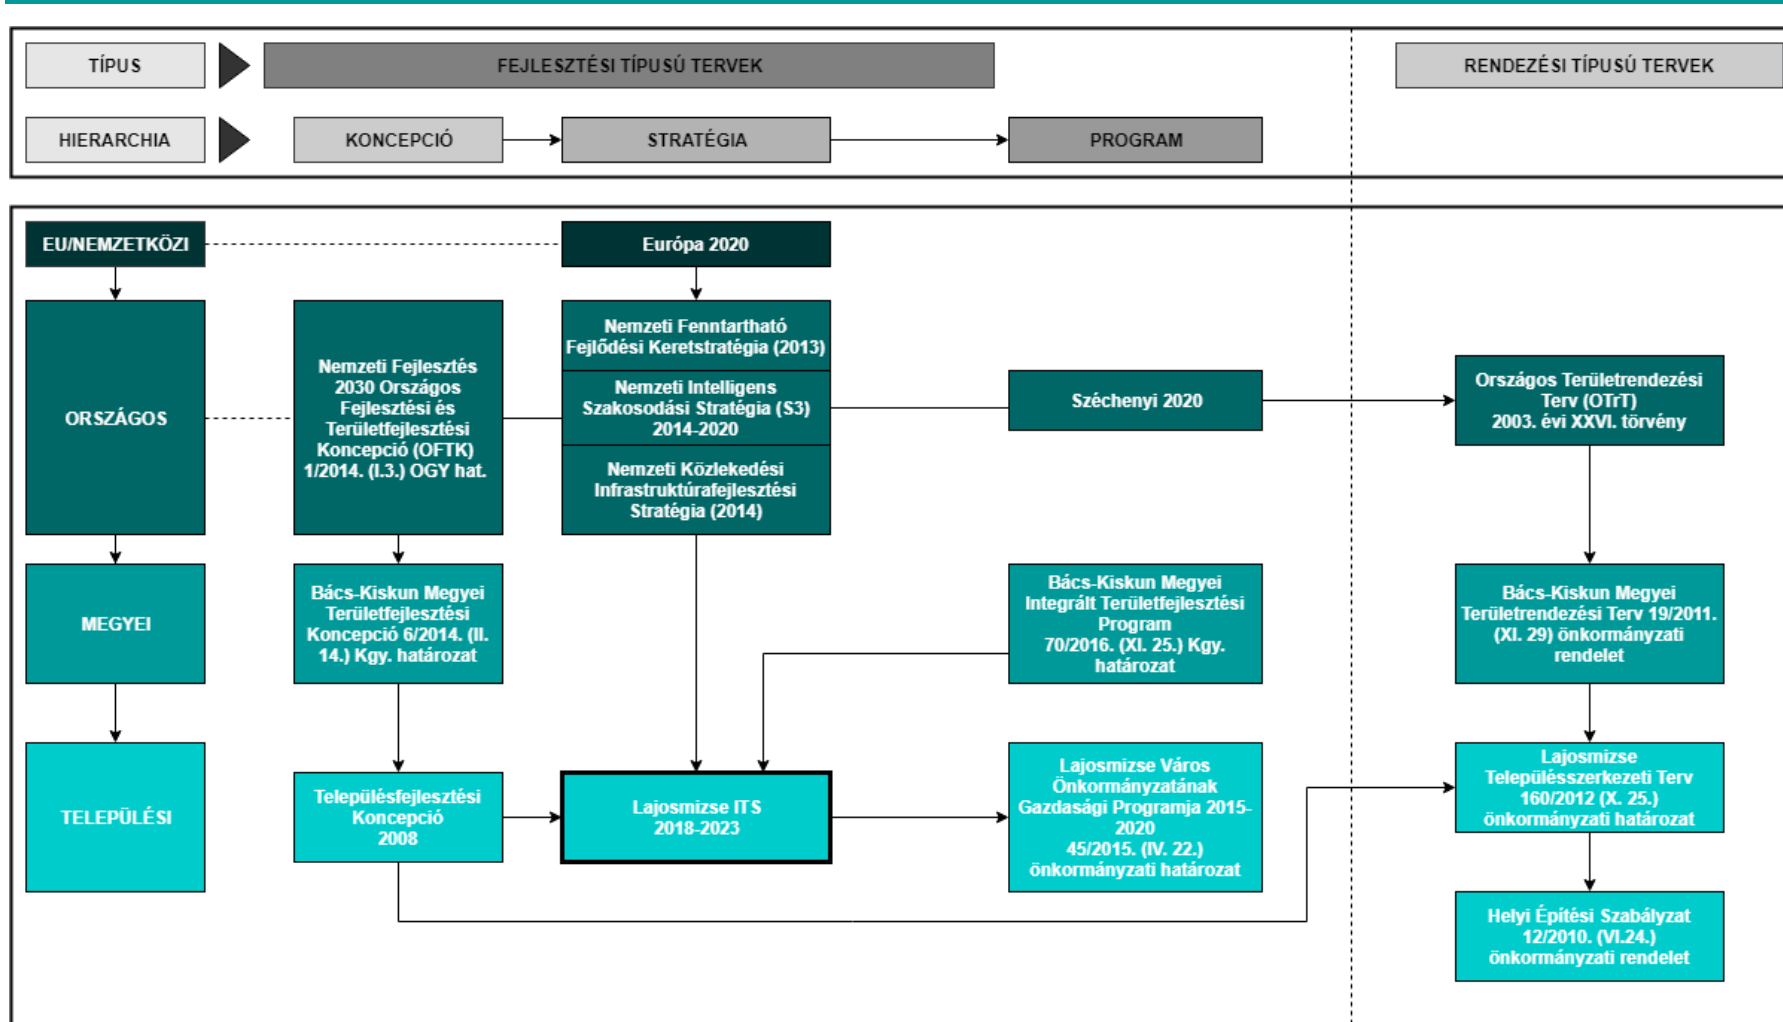 TÍPUS
FEJLESZTÉSI TÍPUSÚ TERVEK
RENDEZÉSI TÍPUSÚ TERVEK
HIERARCHIA
KONCEPCIÓ
STRATÉGIA
PROGRAM
EU/NEMZETKÖZI
Európa 2020
ORSZÁGOS
Nemzeti Fejlesztés
2030 Országos
Fejlesztési és
Területfejlesztési
Koncepció (OFTK)
1/2014. (I.3.) OGY hat.
Nemzeti Fenntartható
Fejlődési Keretstratégia (2013)
Nemzeti Intelligens
Szakosodási Stratégia (S3)
2014-2020
Nemzeti Közlekedési
Infrastruktúrafejlesztési
Stratégia (2014)
Széchenyi 2020
Országos Területrendezési
Terv (OTrT)
2003. évi XXVI. törvény
MEGYEI
Bács-Kiskun Megyei
Területfejlesztési
Koncepció 6/2014. (II.
14.) Kgy. határozat
Bács-Kiskun Megyei
Integrált Területfejlesztési
Program
70/2016. (XI. 25.) Kgy.
határozat
Bács-Kiskun Megyei
Területrendezési Terv 19/2011.
(XI. 29) önkormányzati
rendelet
TELEPÜLÉSI
Településfejlesztési
Koncepció
2008
Lajosmizse ITS
2018-2023
Lajosmizse Város
Önkormányzatának
Gazdasági Programja 2015-
2020
45/2015. (IV. 22.)
önkormányzati határozat
Lajosmizse
Településszerkezeti Terv
160/2012 (X. 25.)
önkormányzati határozat
Helyi Építési Szabályzat
12/2010. (VI.24.)
önkormányzati rendelet